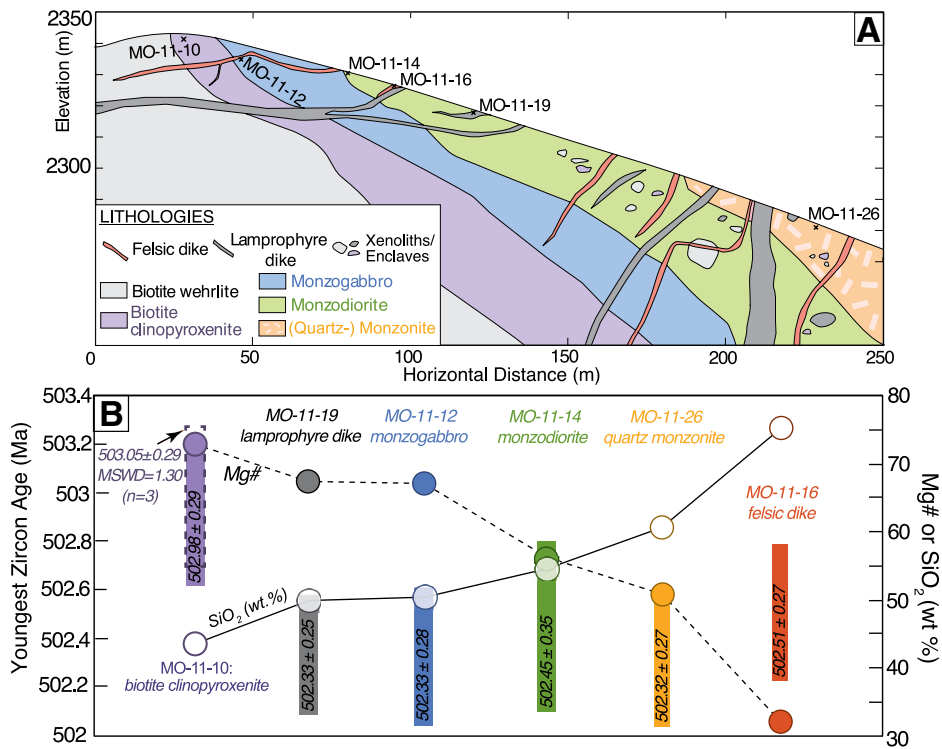 2350
A
Elevation (m)
MO-11-10
MO-11-14
MO-11-12
MO-11-16
MO-11-19
2300
MO-11-26
LITHOLOGIES
Felsic dike
Lamprophyre
dike
Xenoliths/
Enclaves
Biotite wehrlite
Monzogabbro
Biotite
clinopyroxenite
Monzodiorite
(Quartz-) Monzonite
0 50 100 150 200 250
Horizontal Distance (m)
B
503.4
503.2
503
502.8
502.6
502.4
502.2
502
Youngest Zircon Age (Ma)
80
70
60
50
40
30
Mg# or SiO2 (wt %)
MO-11-19
lamprophyre dike
MO-11-12
monzogabbro
MO-11-14
monzodiorite
MO-11-26
quartz monzonite
MO-11-16
felsic dike
503.05±0.29
MSWD=1.30
(n=3)
Mg#
SiO2 (wt.%)
MO-11-10:
biotite clinopyroxenite
502.98 ± 0.29
502.33 ± 0.25
502.33 ± 0.28
502.45 ± 0.35
502.32 ± 0.27
502.51 ± 0.27